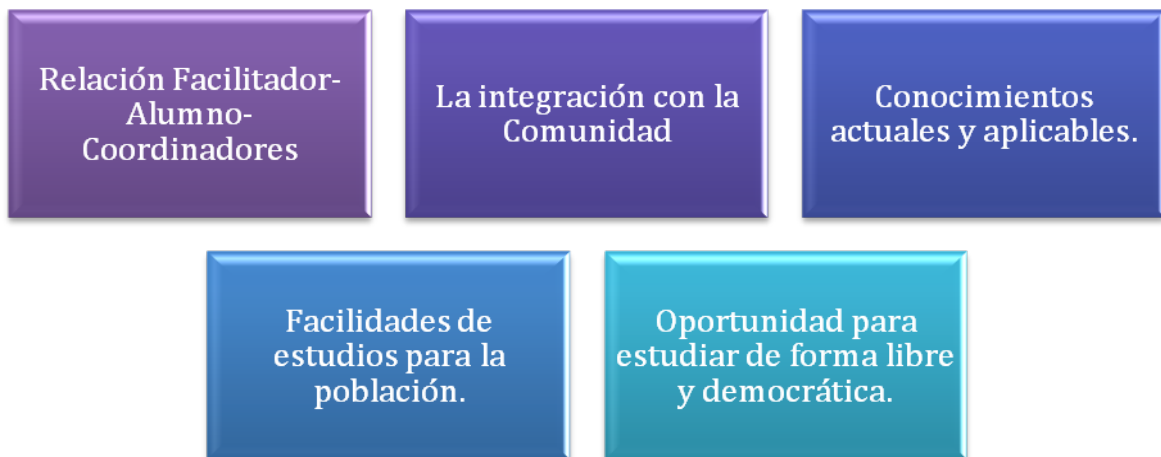 Relación Facilitador-
Alumno-
Coordinadores
La integración con la
Comunidad
Conocimientos
actuales y aplicables.
Facilidades de
estudios para la
población.
Oportunidad para
estudiar de forma libre
y democrática.